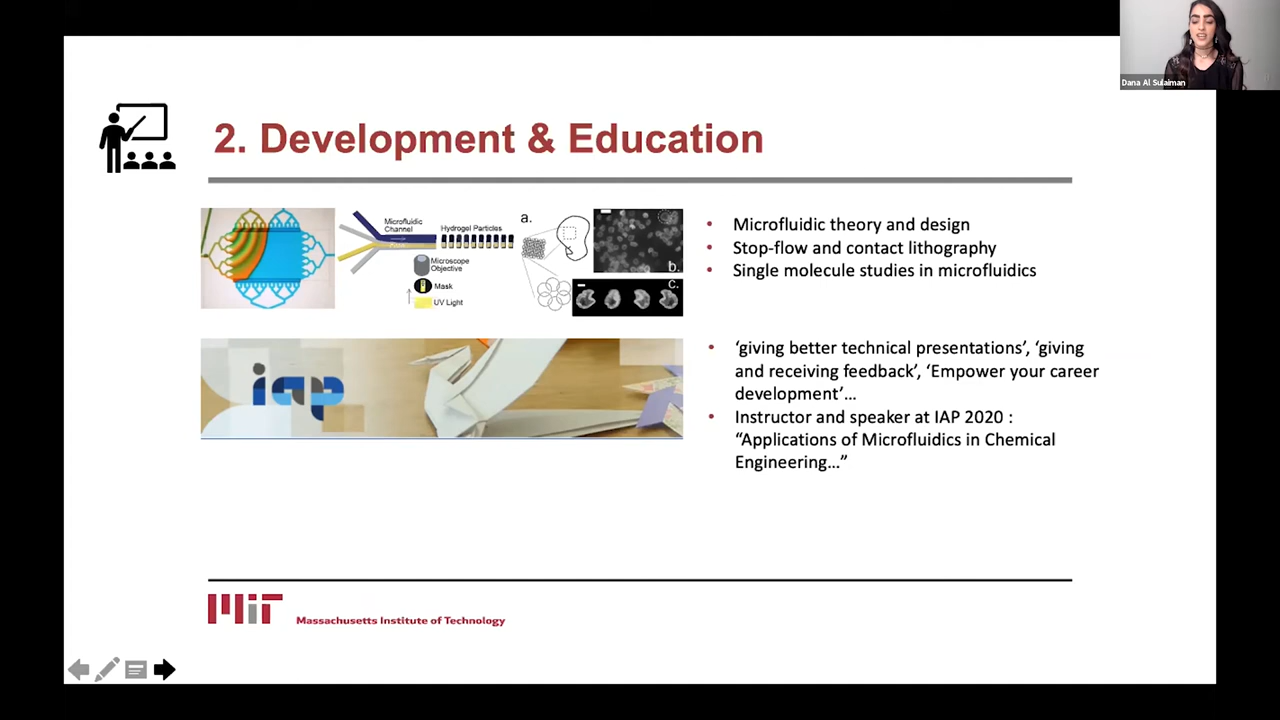 Dana Al Sulaiman
2. Development & Education
Microfluidic
Channel
Hydrogel Particles
Microscope
Objective
Mask
UV Light
a.
b.
c.
• Microfluidic theory and design
• Stop-flow and contact lithography
• Single molecule studies in microfluidics
iap
• ‘giving better technical presentations’, ‘giving
and receiving feedback’, ‘Empower your career
development’…
• Instructor and speaker at IAP 2020 :
“Applications of Microfluidics in Chemical
Engineering…”
MIT Massachusetts Institute of Technology